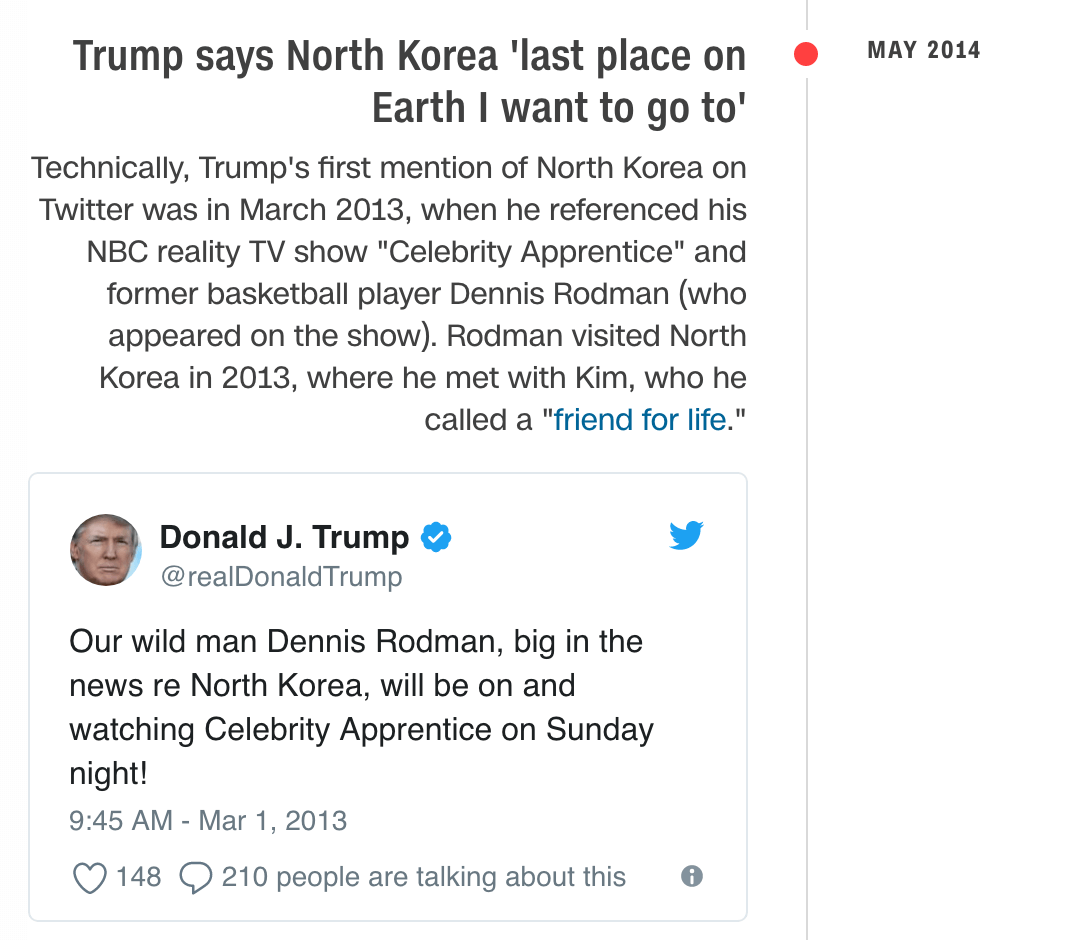 Trump says North Korea 'last place on
Earth I want to go to'
MAY 2014
Technically, Trump's first mention of North Korea on
Twitter was in March 2013, when he referenced his
NBC reality TV show "Celebrity Apprentice" and
former basketball player Dennis Rodman (who
appeared on the show). Rodman visited North
Korea in 2013, where he met with Kim, who he
called a "friend for life."
Donald J. Trump
@realDonaldTrump
Our wild man Dennis Rodman, big in the
news re North Korea, will be on and
watching Celebrity Apprentice on Sunday
night!
9:45 AM - Mar 1, 2013
148 210 people are talking about this